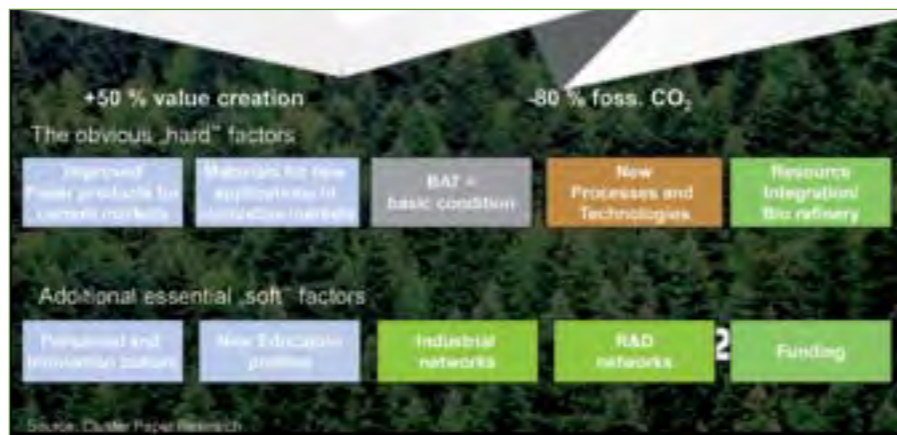 +50 % value creation
-80 % foss. CO₂
The obvious „hard" factors
Improved
Paper products for
current markets
Materials for new
applications in
innovative markets
BAT =
basic condition
New
Processes and
Technologies
Resource
Integration/
Bio refinery
Additional essential „soft" factors
Personnel and
Innovation culture
New Education
profiles
Industrial
networks
R&D
networks
2
Funding
Source: Cluster Paper Research